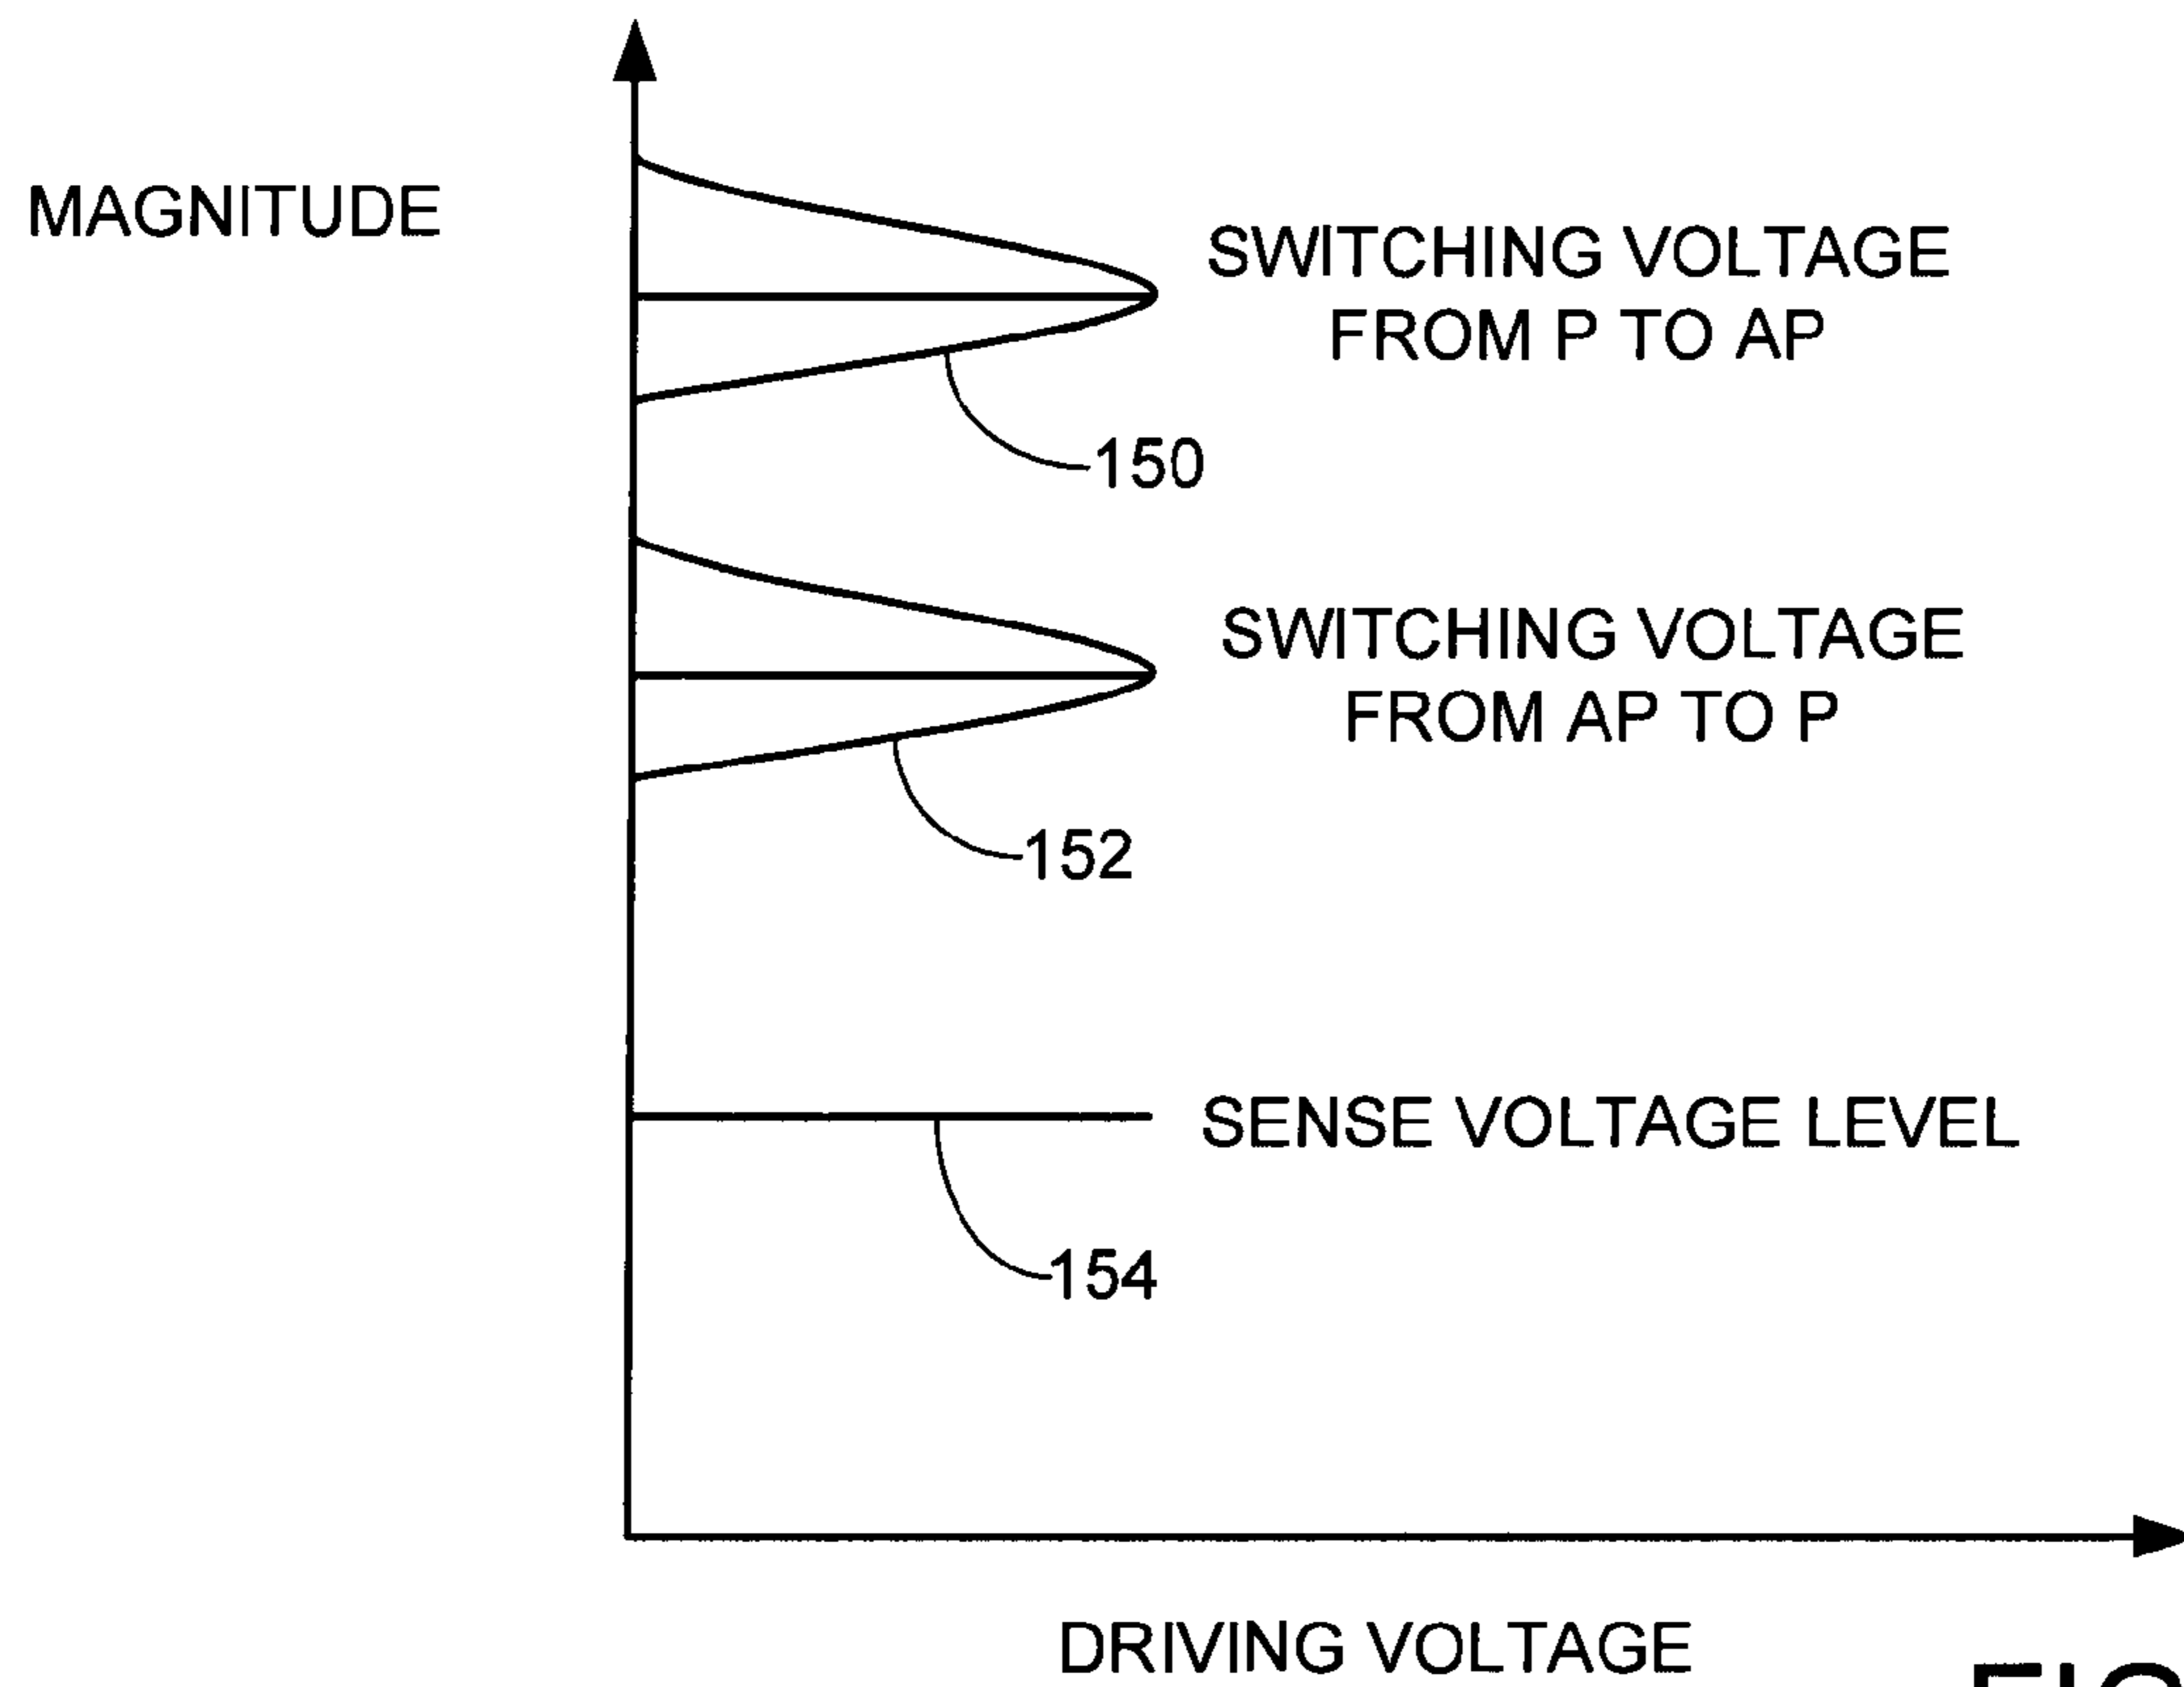 MAGNITUDE
SWITCHING VOLTAGE
FROM P TO AP
150
SWITCHING VOLTAGE
FROM AP TO P
152
SENSE VOLTAGE LEVEL
154
DRIVING VOLTAGE